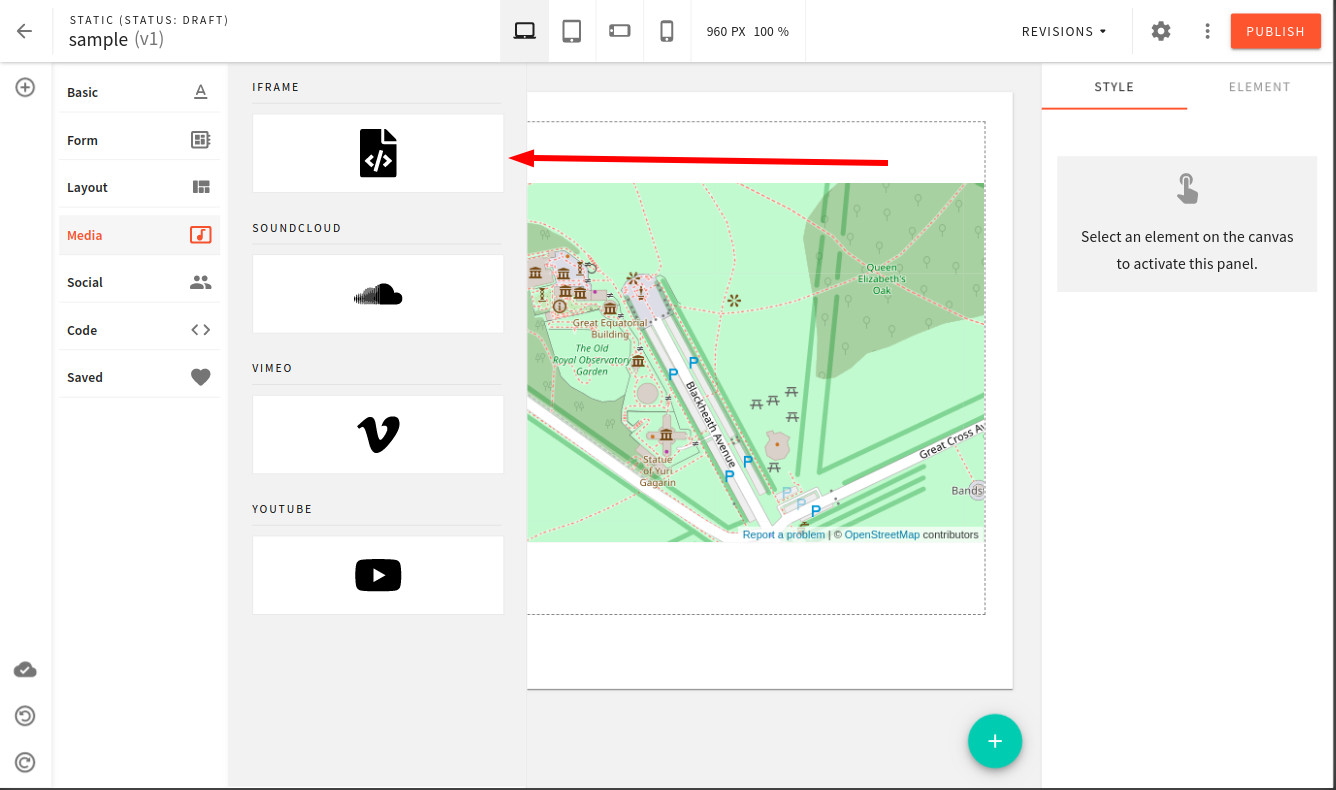 STATIC (STATUS: DRAFT)
sample (v1)
960 PX 100 %
REVISIONS
PUBLISH
Basic
Form
Layout
Media
Social
Code
Saved
IFRAME
SOUNDCLOUD
VIMEO
YOUTUBE
Queen
Elizabeth's
Oak
Great Equatorial
Building
The Old
Royal Observatory
Garden
P
P
Blackheath Avenue
Great Cross Av
P
P
Statue
of Yuri
Gagarin
P
P
P
Bands
Report a problem | © OpenStreetMap contributors
STYLE
ELEMENT
Select an element on the canvas
to activate this panel.